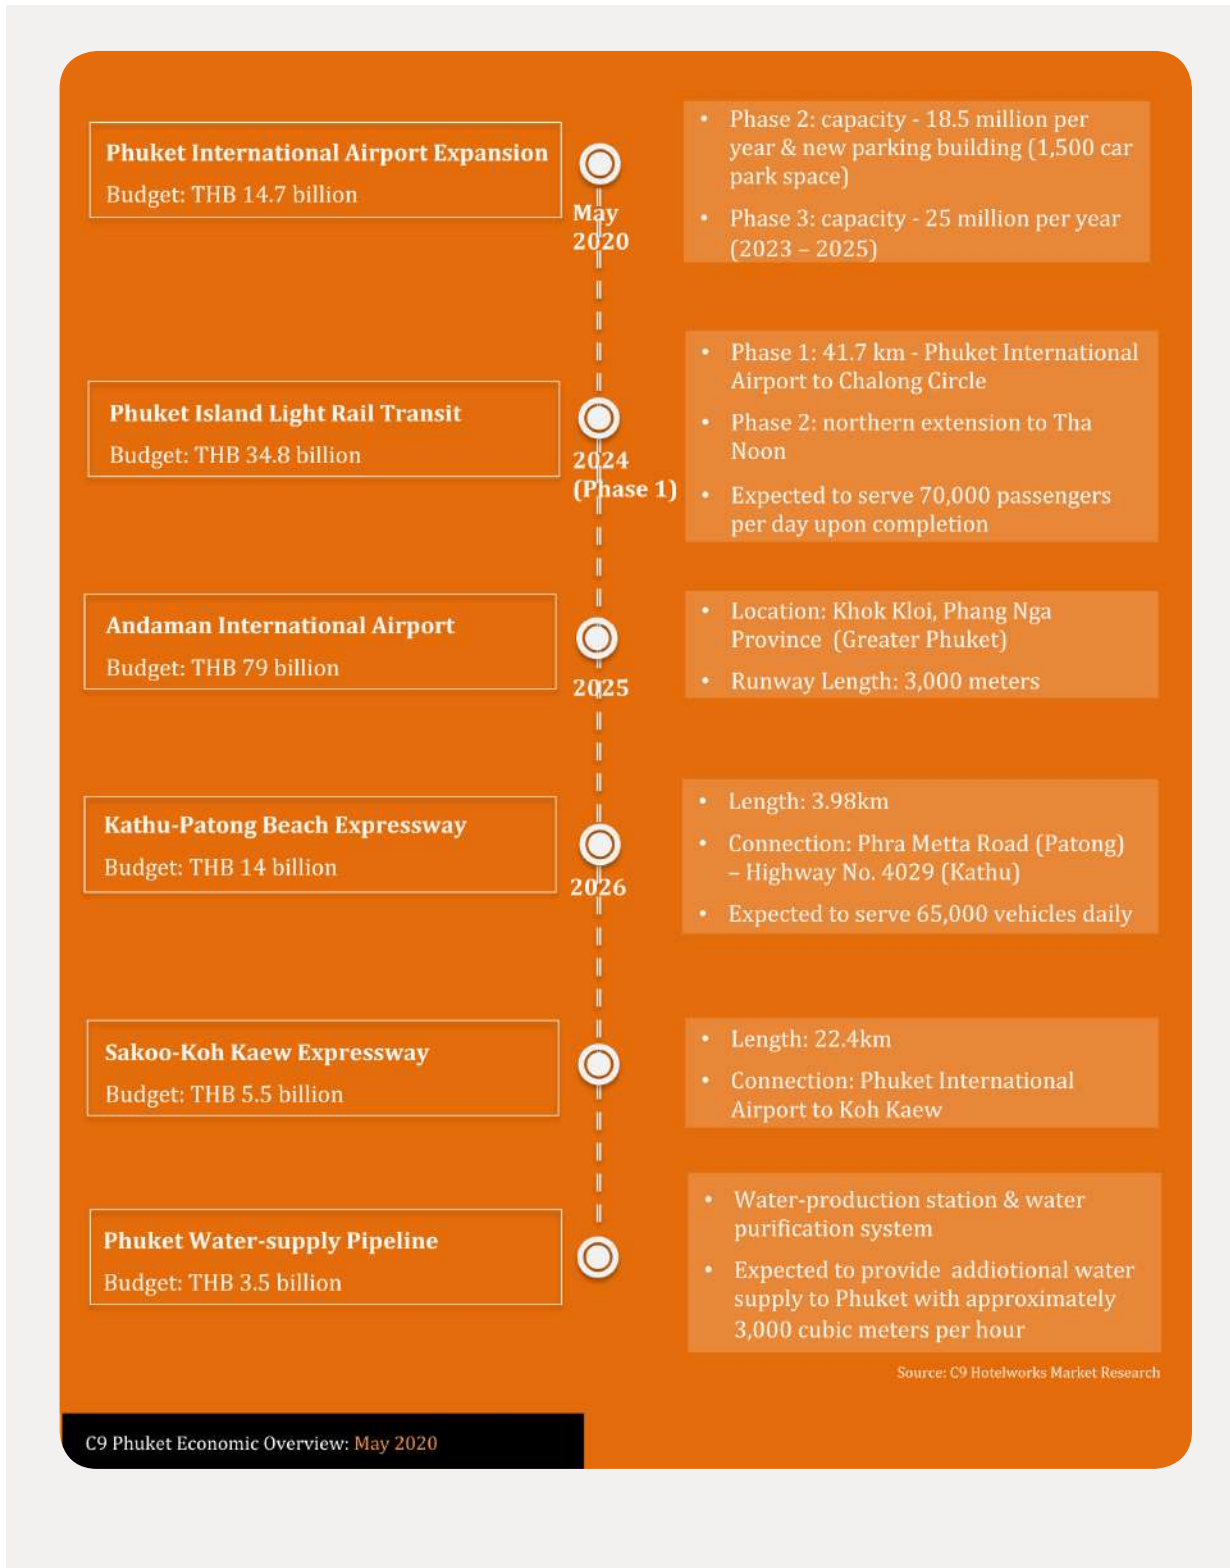 Phuket International Airport Expansion
Budget: THB 14.7 billion
May
2020
• Phase 2: capacity - 18.5 million per
year & new parking building (1,500 car
park space)
• Phase 3: capacity - 25 million per year
(2023 – 2025)
Phuket Island Light Rail Transit
Budget: THB 34.8 billion
2024
(Phase 1)
• Phase 1: 41.7 km - Phuket International
Airport to Chalong Circle
• Phase 2: northern extension to Tha
Noon
• Expected to serve 70,000 passengers
per day upon completion
Andaman International Airport
Budget: THB 79 billion
2025
• Location: Khok Kloi, Phang Nga
Province (Greater Phuket)
• Runway Length: 3,000 meters
Kathu-Patong Beach Expressway
Budget: THB 14 billion
2026
• Length: 3.98km
• Connection: Phra Metta Road (Patong)
– Highway No. 4029 (Kathu)
• Expected to serve 65,000 vehicles daily
Sakoo-Koh Kaew Expressway
Budget: THB 5.5 billion
• Length: 22.4km
• Connection: Phuket International
Airport to Koh Kaew
Phuket Water-supply Pipeline
Budget: THB 3.5 billion
• Water-production station & water
purification system
• Expected to provide addiotional water
supply to Phuket with approximately
3,000 cubic meters per hour
Source: C9 Hotelworks Market Research
C9 Phuket Economic Overview: May 2020